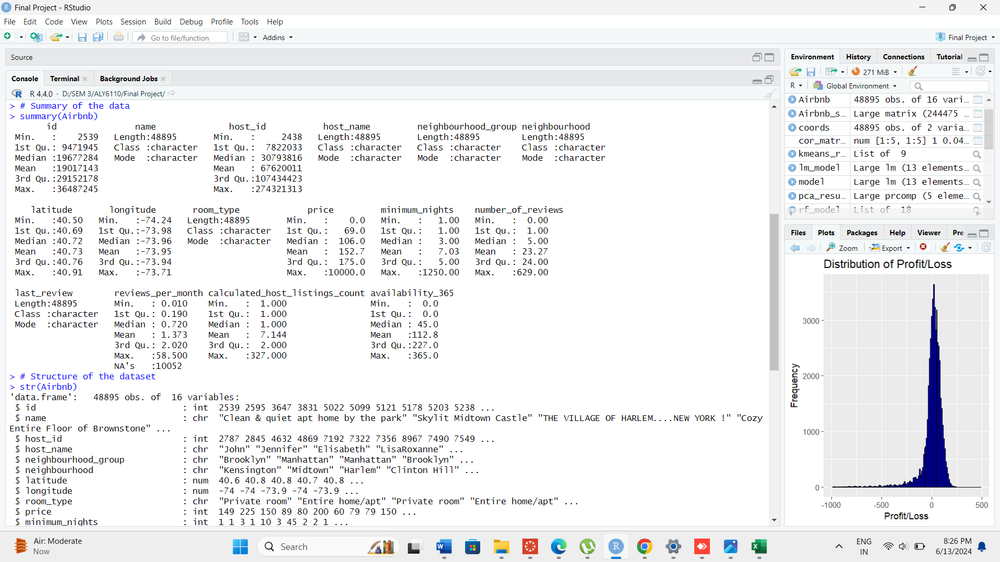 Final Project - RStudio
File Edit Code View Plots Session Build Debug Profile Tools Help
Go to file/function Addins Final Project
Source
Console Terminal Background Jobs
R 4.4.0 · D:/SEM 3/ALY6110/Final Project/
> # Summary of the data
> summary(Airbnb)
id name host_id host_name neighbourhood_group neighbourhood
Min. : 2539 Length:48895 Min. : 2438 Length:48895 Length:48895 Length:48895
1st Qu.: 9471945 Class :character 1st Qu.: 7822033 Class :character Class :character Class :character
Median :19677284 Mode :character Median : 30793816 Mode :character Mode :character Mode :character
Mean :19017143 Mean : 67620011
3rd Qu.:29152178 3rd Qu.:107434423
Max. :36487245 Max. :274321313
latitude longitude room_type price minimum_nights number_of_reviews
Min. :40.50 Min. :-74.24 Length:48895 Min. : 0.0 Min. : 1.00 Min. : 0.00
1st Qu.:40.69 1st Qu.:-73.98 Class :character 1st Qu.: 69.0 1st Qu.: 1.00 1st Qu.: 1.00
Median :40.72 Median :-73.96 Mode :character Median : 106.0 Median : 3.00 Median : 5.00
Mean :40.73 Mean :-73.95 Mean : 152.7 Mean : 7.03 Mean : 23.27
3rd Qu.:40.76 3rd Qu.:-73.94 3rd Qu.: 175.0 3rd Qu.: 5.00 3rd Qu.: 24.00
Max. :40.91 Max. :-73.71 Max. :10000.0 Max. :1250.00 Max. :629.00
last_review reviews_per_month calculated_host_listings_count availability_365
Length:48895 Min. : 0.010 Min. : 1.000 Min. : 0.0
Class :character 1st Qu.: 0.190 1st Qu.: 1.000 1st Qu.: 0.0
Mode :character Median : 0.720 Median : 1.000 Median : 45.0
Mean : 1.373 Mean : 7.144 Mean :112.8
3rd Qu.: 2.020 3rd Qu.: 2.000 3rd Qu.:227.0
Max. :58.500 Max. :327.000 Max. :365.0
NA's :10052
> # Structure of the dataset
> str(Airbnb)
'data.frame': 48895 obs. of 16 variables:
$ id : int 2539 2595 3647 3831 5022 5099 5121 5178 5203 5238 ...
$ name : chr "Clean & quiet apt home by the park" "Skylit Midtown Castle" "THE VILLAGE OF HARLEM....NEW YORK !" "Cozy
Entire Floor of Brownstone" ...
$ host_id : int 2787 2845 4632 4869 7192 7322 7356 8967 7490 7549 ...
$ host_name : chr "John" "Jennifer" "Elisabeth" "LisaRoxanne" ...
$ neighbourhood_group : chr "Brooklyn" "Manhattan" "Manhattan" "Brooklyn" ...
$ neighbourhood : chr "Kensington" "Midtown" "Harlem" "Clinton Hill" ...
$ latitude : num 40.6 40.8 40.8 40.7 40.8 ...
$ longitude : num -74 -74 -73.9 -74 -73.9 ...
$ room_type : chr "Private room" "Entire home/apt" "Private room" "Entire home/apt" ...
$ price : int 149 225 150 89 80 200 60 79 79 150 ...
$ minimum_nights : int 1 1 3 1 10 3 45 2 2 1 ...
Environment History Connections Tutorial
271 MiB
R Global Environment
Airbnb 48895 obs. of 16 vari…
Airbnb_s… Large matrix (244475 …
coords 48895 obs. of 2 varia…
cor_matr… num [1:5, 1:5] 1 0.04…
kmeans_r… List of 9
lm_model Large lm (13 elements…
model Large lm (13 elements…
pca_resu… Large prcomp (5 eleme…
rf_model List of 18
Files Plots Packages Help Viewer Pre
Zoom Export
Distribution of Profit/Loss
Frequency
3000
2000
1000
0
-1000 -500 0 500
Profit/Loss
Air: Moderate
Now
Search
ENG
IN
8:26 PM
6/13/2024